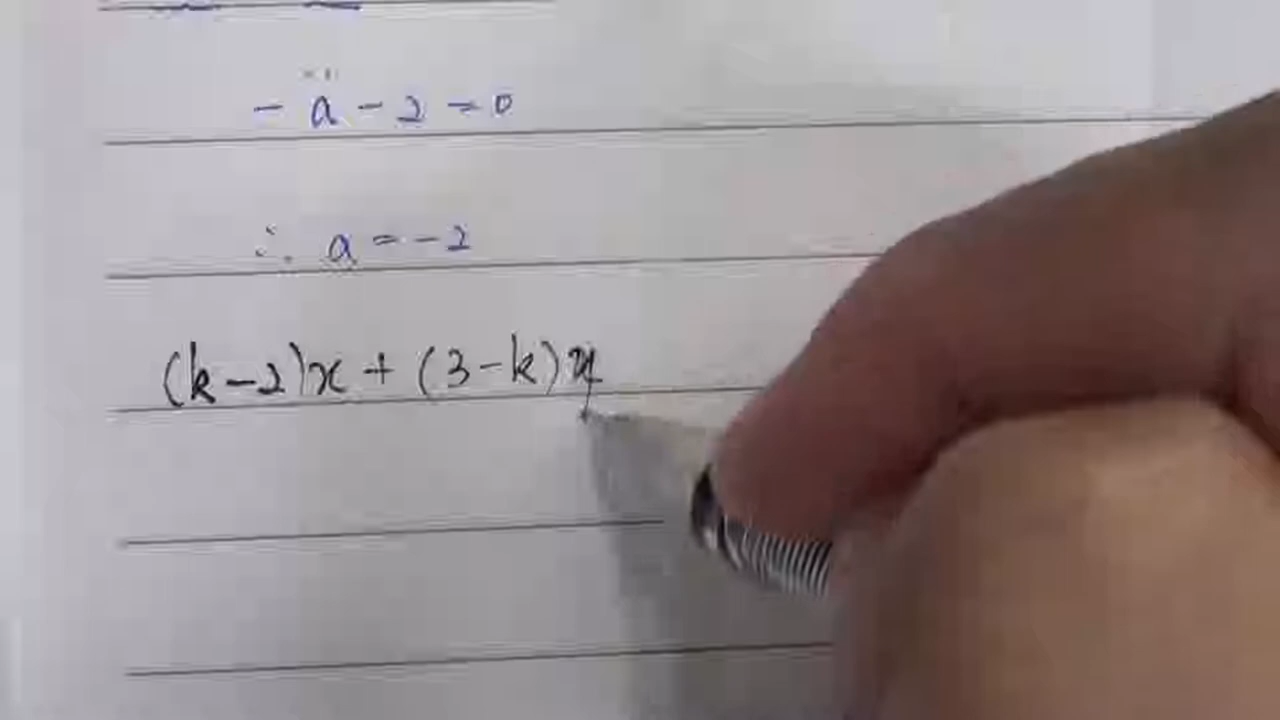 - a - 2 = 0
∴ a = -2
(k-2)x + (3-k)x